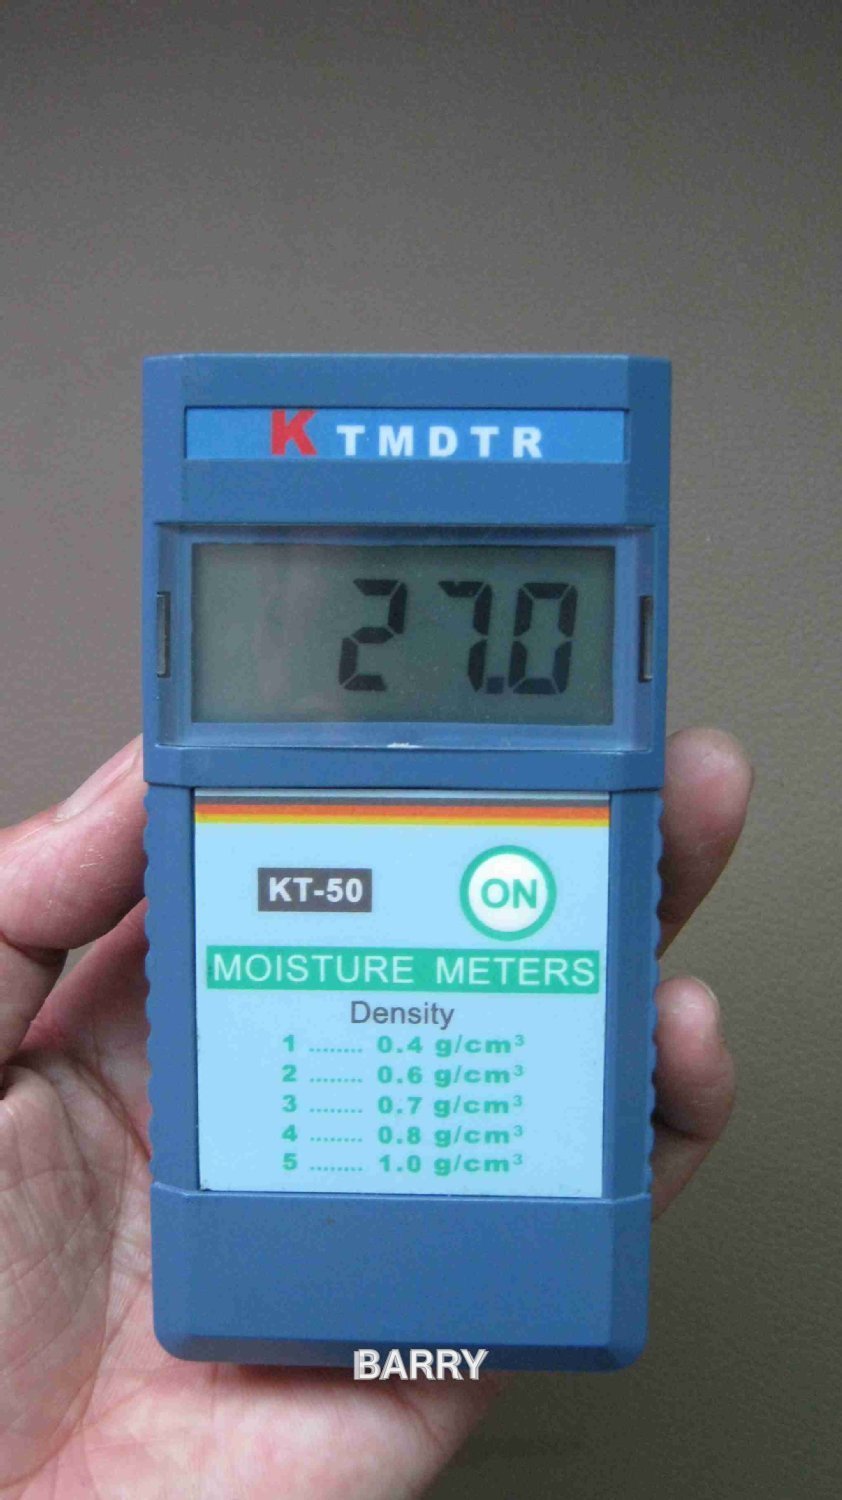 K TMDTR
27.0
KT-50
ON
MOISTURE METERS
Density
1 ........ 0.4 g/cm³
2 ........ 0.6 g/cm³
3 ........ 0.7 g/cm³
4 ........ 0.8 g/cm³
5 ........ 1.0 g/cm³
BARRY